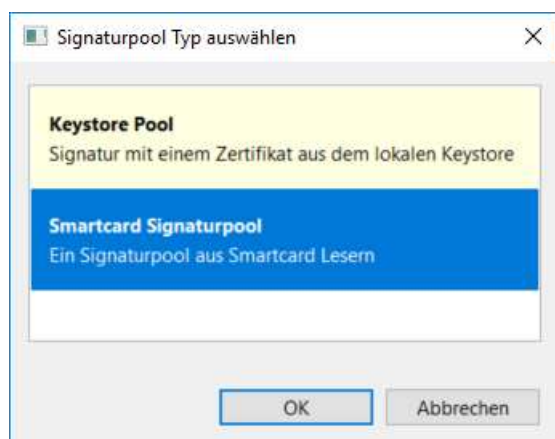 Signaturpool Typ auswählen
Keystore Pool
Signatur mit einem Zertifikat aus dem lokalen Keystore
Smartcard Signaturpool
Ein Signaturpool aus Smartcard Lesern
OK
Abbrechen